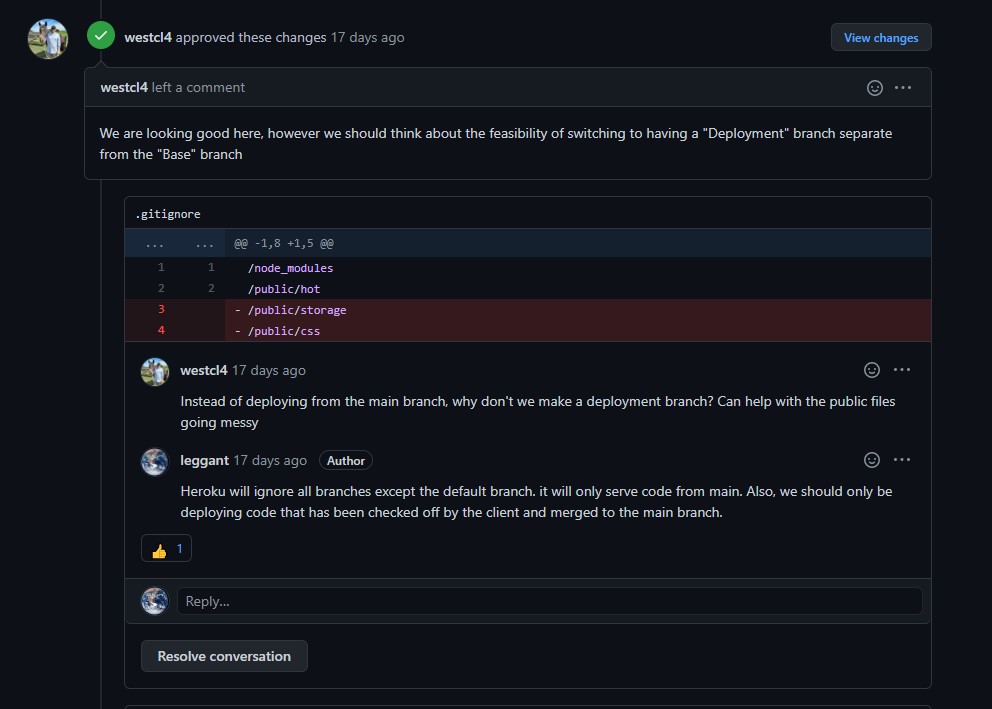 westcl4 approved these changes 17 days ago
View changes
westcl4 left a comment
We are looking good here, however we should think about the feasibility of switching to having a "Deployment" branch separate
from the "Base" branch
.gitignore
... ... @@ -1,8 +1,5 @@
1 1 /node_modules
2 2 /public/hot
3 - /public/storage
4 - /public/css
westcl4 17 days ago
Instead of deploying from the main branch, why don't we make a deployment branch? Can help with the public files
going messy
leggant 17 days ago Author
Heroku will ignore all branches except the default branch. it will only serve code from main. Also, we should only be
deploying code that has been checked off by the client and merged to the main branch.
👍 1
Reply...
Resolve conversation